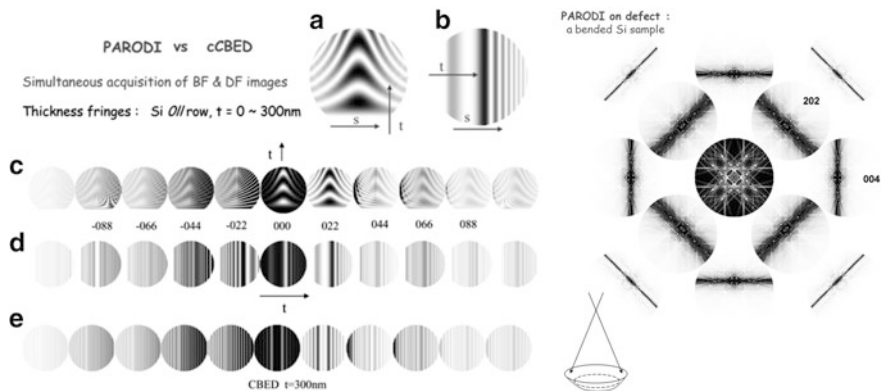 a
b
PARODI vs cCBED
Simultaneous acquisition of BF & DF images
Thickness fringes : Si 0ll row, t = 0 ~ 300nm
s
t
t
s
t
c
-088 -066 -044 -022 000 022 044 066 088
d
t
e
CBED t=300nm
PARODI on defect :
a bended Si sample
202
004